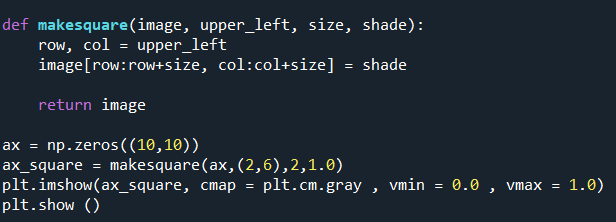 def makesquare(image, upper_left, size, shade):
    row, col = upper_left
    image[row:row+size, col:col+size] = shade

    return image

ax = np.zeros((10,10))
ax_square = makesquare(ax,(2,6),2,1.0)
plt.imshow(ax_square, cmap = plt.cm.gray , vmin = 0.0 , vmax = 1.0)
plt.show ()